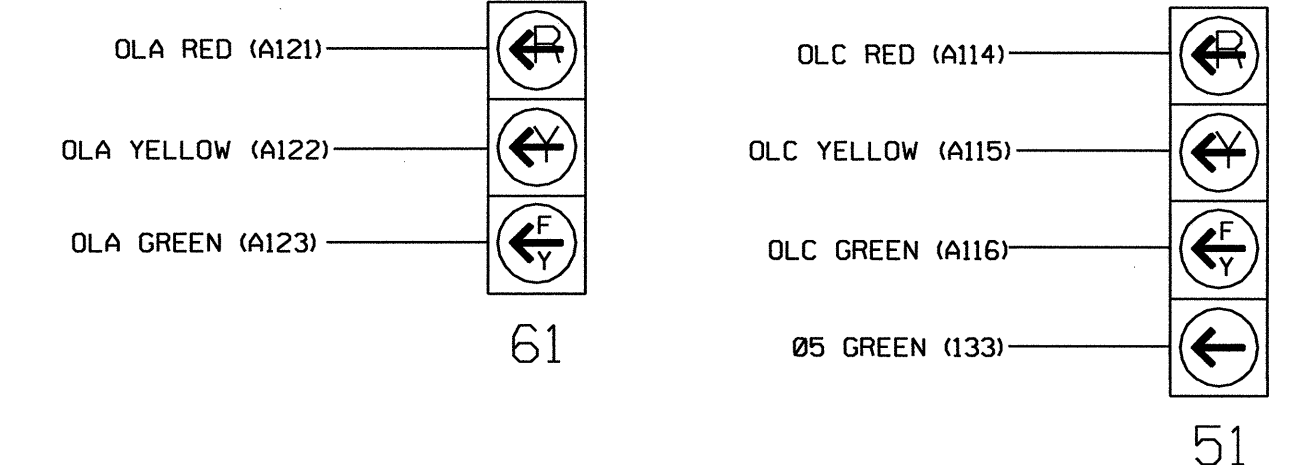 OLA RED (A121)
R
OLA YELLOW (A122)
Y
OLA GREEN (A123)
F
Y
61
OLC RED (A114)
R
OLC YELLOW (A115)
Y
OLC GREEN (A116)
F
Y
Ø5 GREEN (133)
51